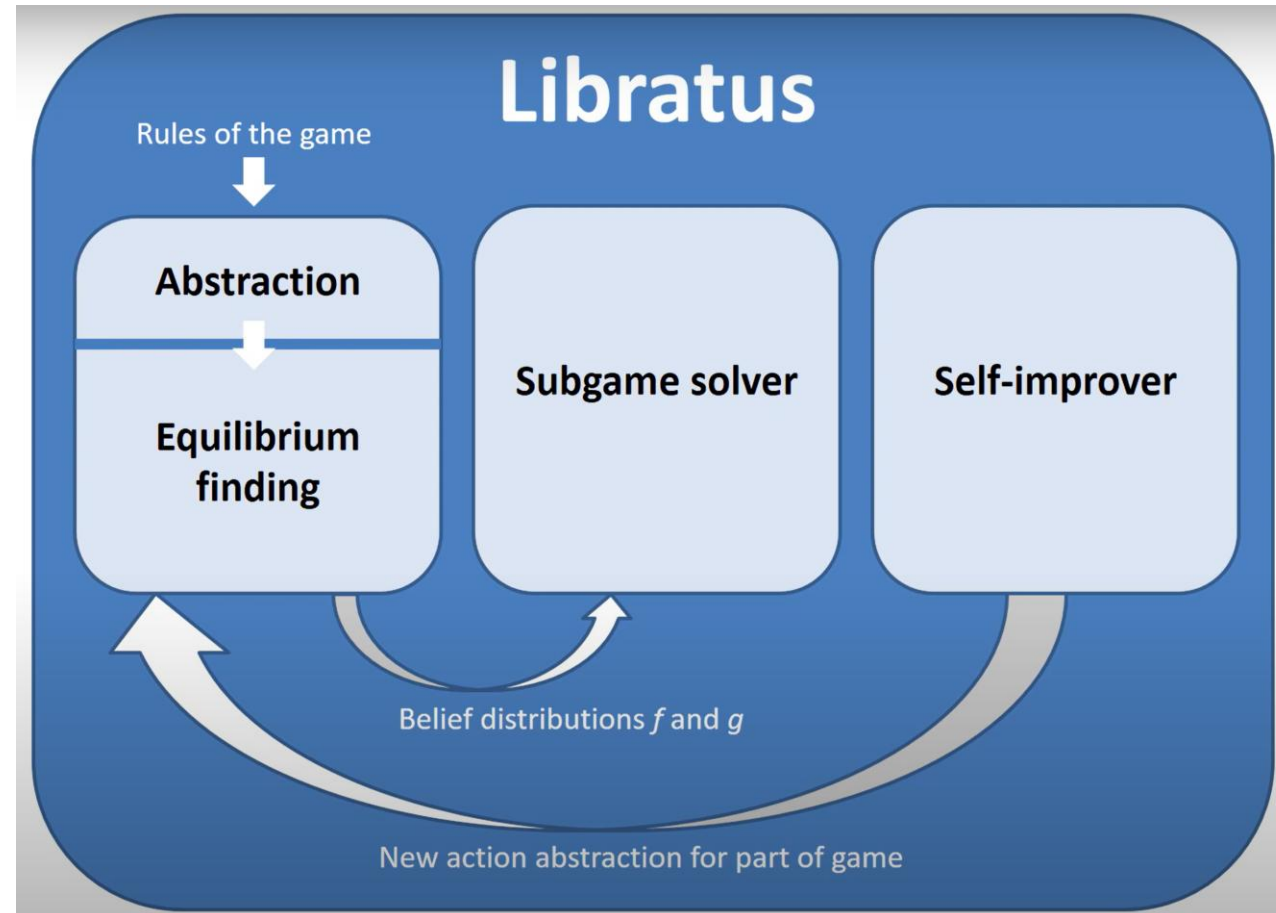 Libratus
Rules of the game
Abstraction
Equilibrium
finding
Subgame solver
Self-improver
Belief distributions f and g
New action abstraction for part of game